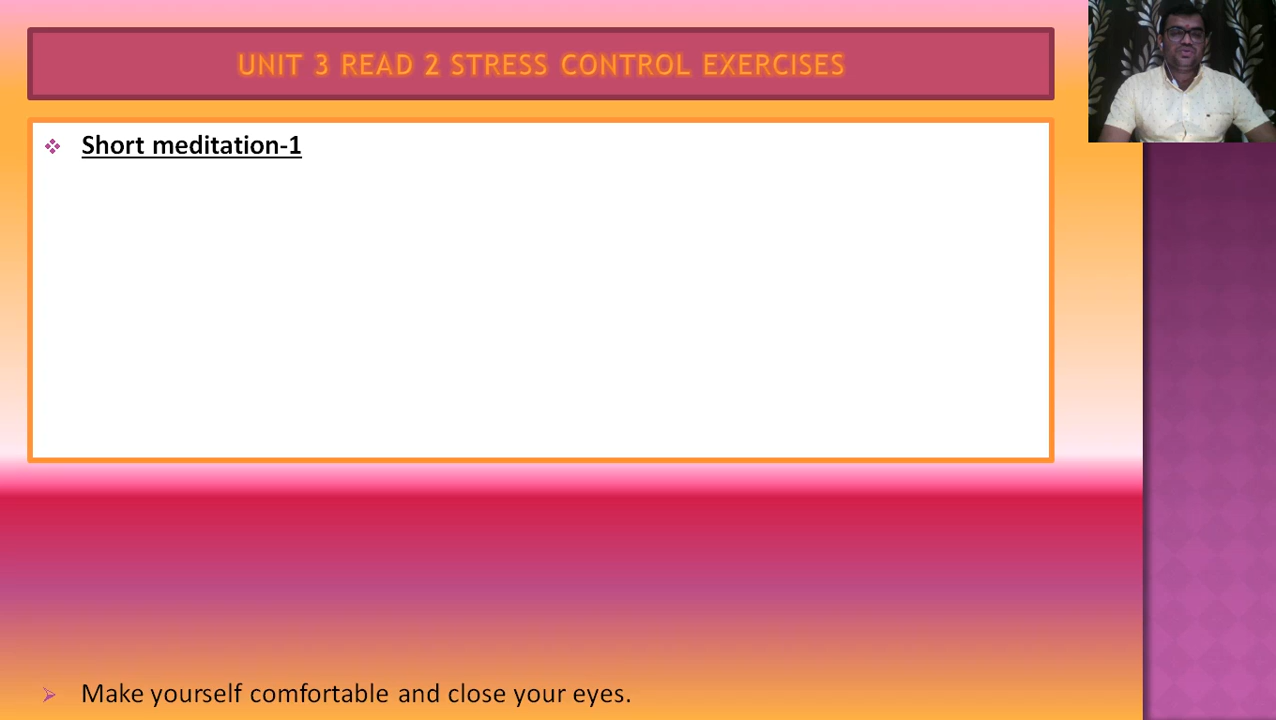 UNIT 3 READ 2 STRESS CONTROL EXERCISES
Short meditation-1
Make yourself comfortable and close your eyes.